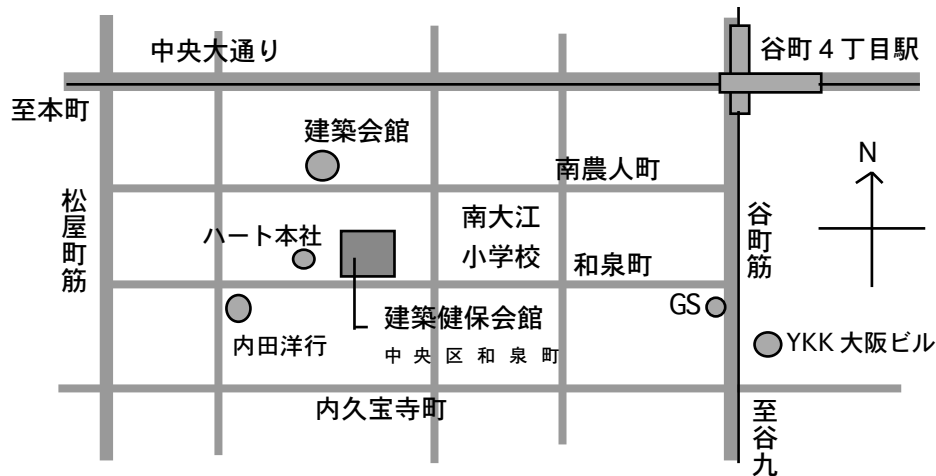 中央大通り
谷町4丁目駅
至本町
建築会館
N
南農人町
松屋町筋
谷町筋
南大江
小学校
ハート本社
和泉町
GS
建築健保会館
内田洋行
YKK 大阪ビル
中央区和泉町
内久宝寺町
至谷九